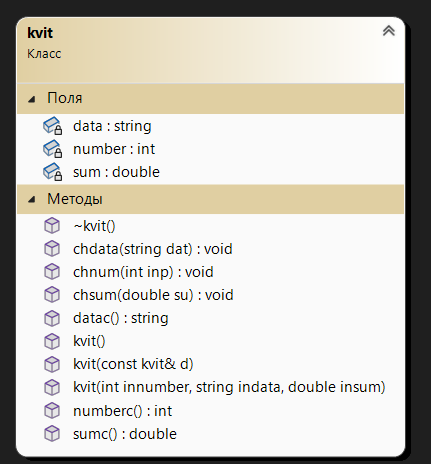 kvit
Класс
Поля
data : string
number : int
sum : double
Методы
~kvit()
chdata(string dat) : void
chnum(int inp) : void
chsum(double su) : void
datac() : string
kvit()
kvit(const kvit& d)
kvit(int innumber, string indata, double insum)
numberc() : int
sumc() : double